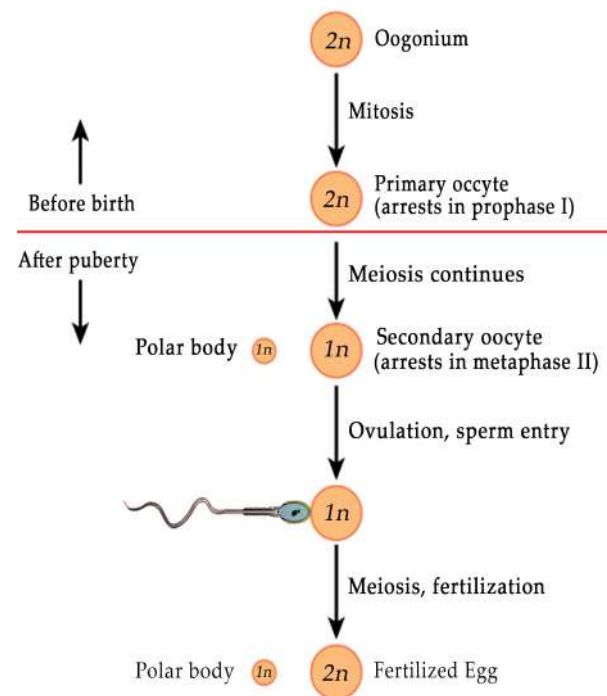 2n Oogonium
Mitosis
2n Primary occyte
(arrests in prophase I)
Before birth
After puberty
Meiosis continues
Polar body 1n 1n Secondary oocyte
(arrests in metaphase II)
Ovulation, sperm entry
1n
Meiosis, fertilization
Polar body 1n 2n Fertilized Egg